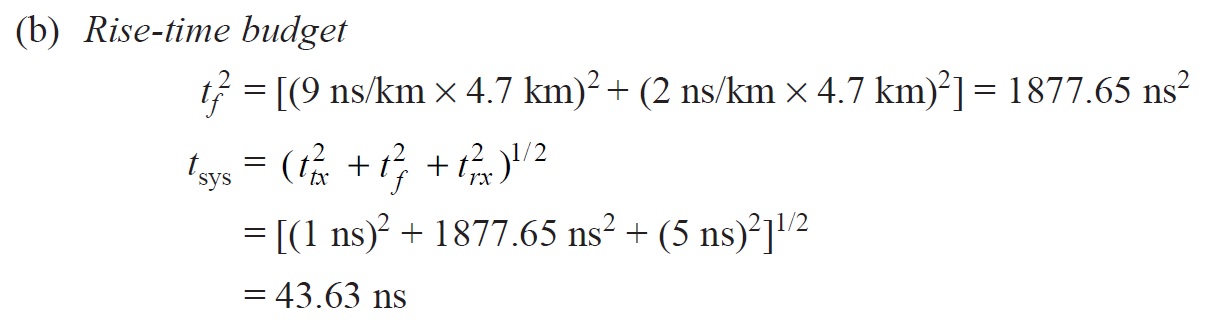 (b) Rise-time budget
t_f^2 = [(9 ns/km × 4.7 km)^2 + (2 ns/km × 4.7 km)^2] = 1877.65 ns^2
t_sys = (t_tx^2 + t_f^2 + t_rx^2)^1/2
= [(1 ns)^2 + 1877.65 ns^2 + (5 ns)^2]^1/2
= 43.63 ns